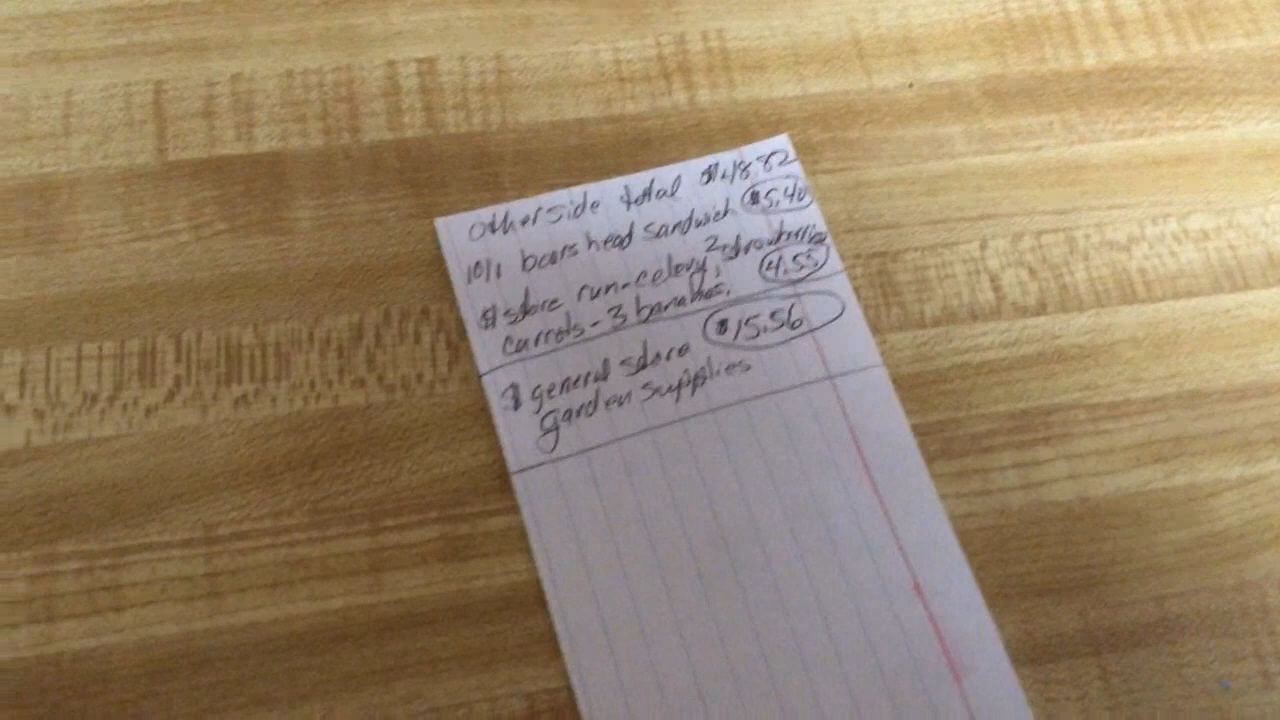 otherside total $48.82
10/1 boars head sandwich $5.40
$ store run - celery, 2 strawberries
carrots - 3 bananas. 4.55
$ general store $15.56
garden supplies